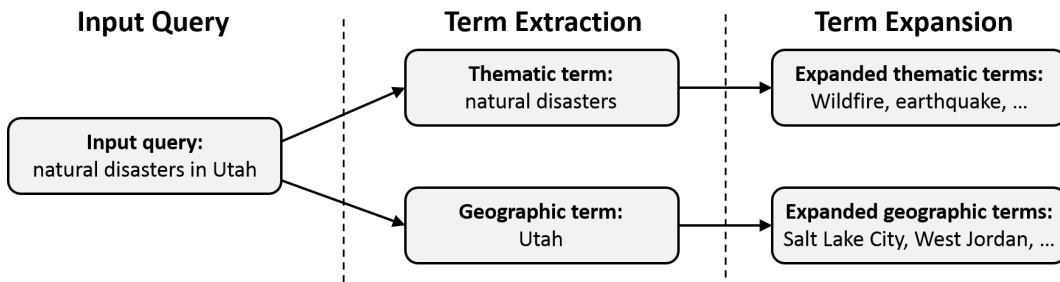 Input Query
Term Extraction
Term Expansion
Input query:
natural disasters in Utah
Thematic term:
natural disasters
Expanded thematic terms:
Wildfire, earthquake, ...
Geographic term:
Utah
Expanded geographic terms:
Salt Lake City, West Jordan, ...